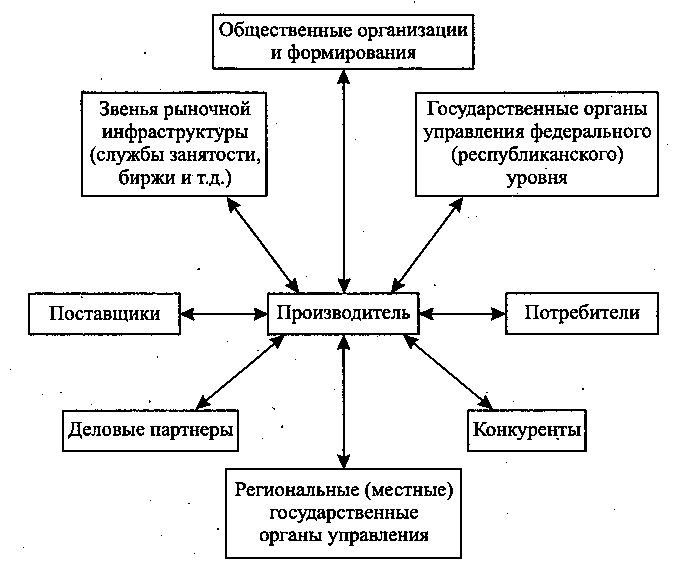 Общественные организации
и формирования
Звенья рыночной
инфраструктуры
(службы занятости,
биржи и т.д.)
Государственные органы
управления федерального
(республиканского)
уровня
Поставщики
Производитель
Потребители
Деловые партнеры
Конкуренты
Региональные (местные)
государственные
органы управления